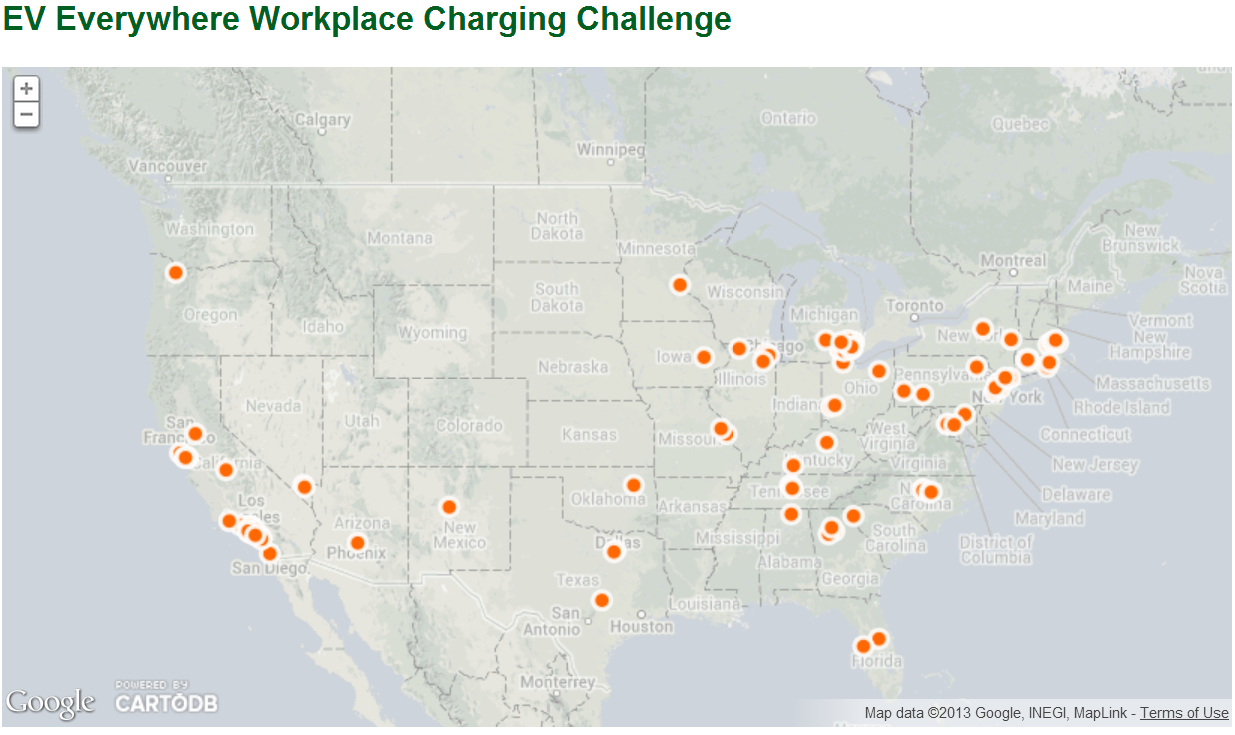 EV Everywhere Workplace Charging Challenge
+
−
Calgary
Ontario
Quebec
Winnipeg
Vancouver
Washington
North
Dakota
Montana
Minnesota
New
Brunswick
Montreal
Nova
Scotia
Maine
South
Dakota
Wisconsin
Oregon
Idaho
Michigan
Toronto
Wyoming
Vermont
New
Hampshire
Iowa
Chicago
Nebraska
Illinois
Ohio
Pennsylvania
Massachusetts
Nevada
Utah
Colorado
Rhode Island
New York
San
Francisco
California
Kansas
Missouri
Indiana
West
Virginia
Connecticut
Kentucky
Virginia
New Jersey
Los
Angeles
Oklahoma
Arkansas
Tennessee
North
Carolina
Delaware
Arizona
New
Mexico
Maryland
Phoenix
Dallas
Mississippi
South
Carolina
District of
Columbia
San Diego
Alabama
Georgia
Texas
Louisiana
San
Antonio
Houston
Florida
Monterrey
Google
POWERED BY
CARTODB
Map data ©2013 Google, INEGI, MapLink - Terms of Use